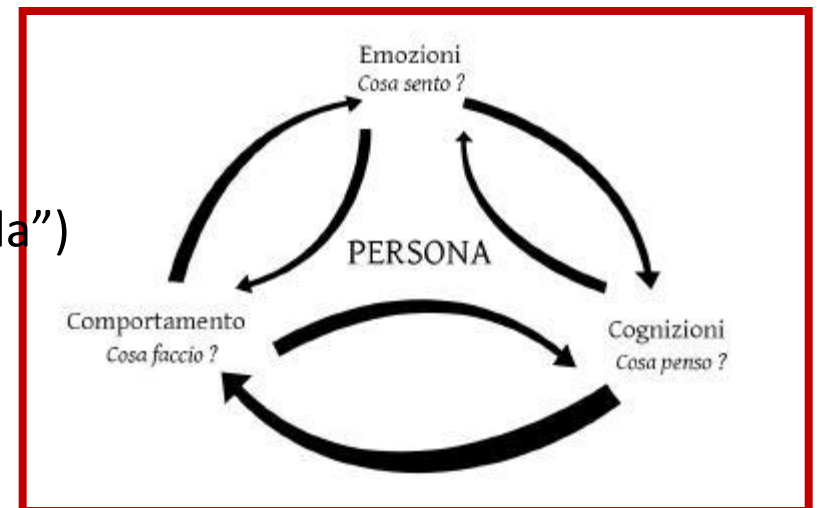 Emozioni
Cosa sento ?
la”)
PERSONA
Comportamento
Cosa faccio ?
Cognizioni
Cosa penso ?